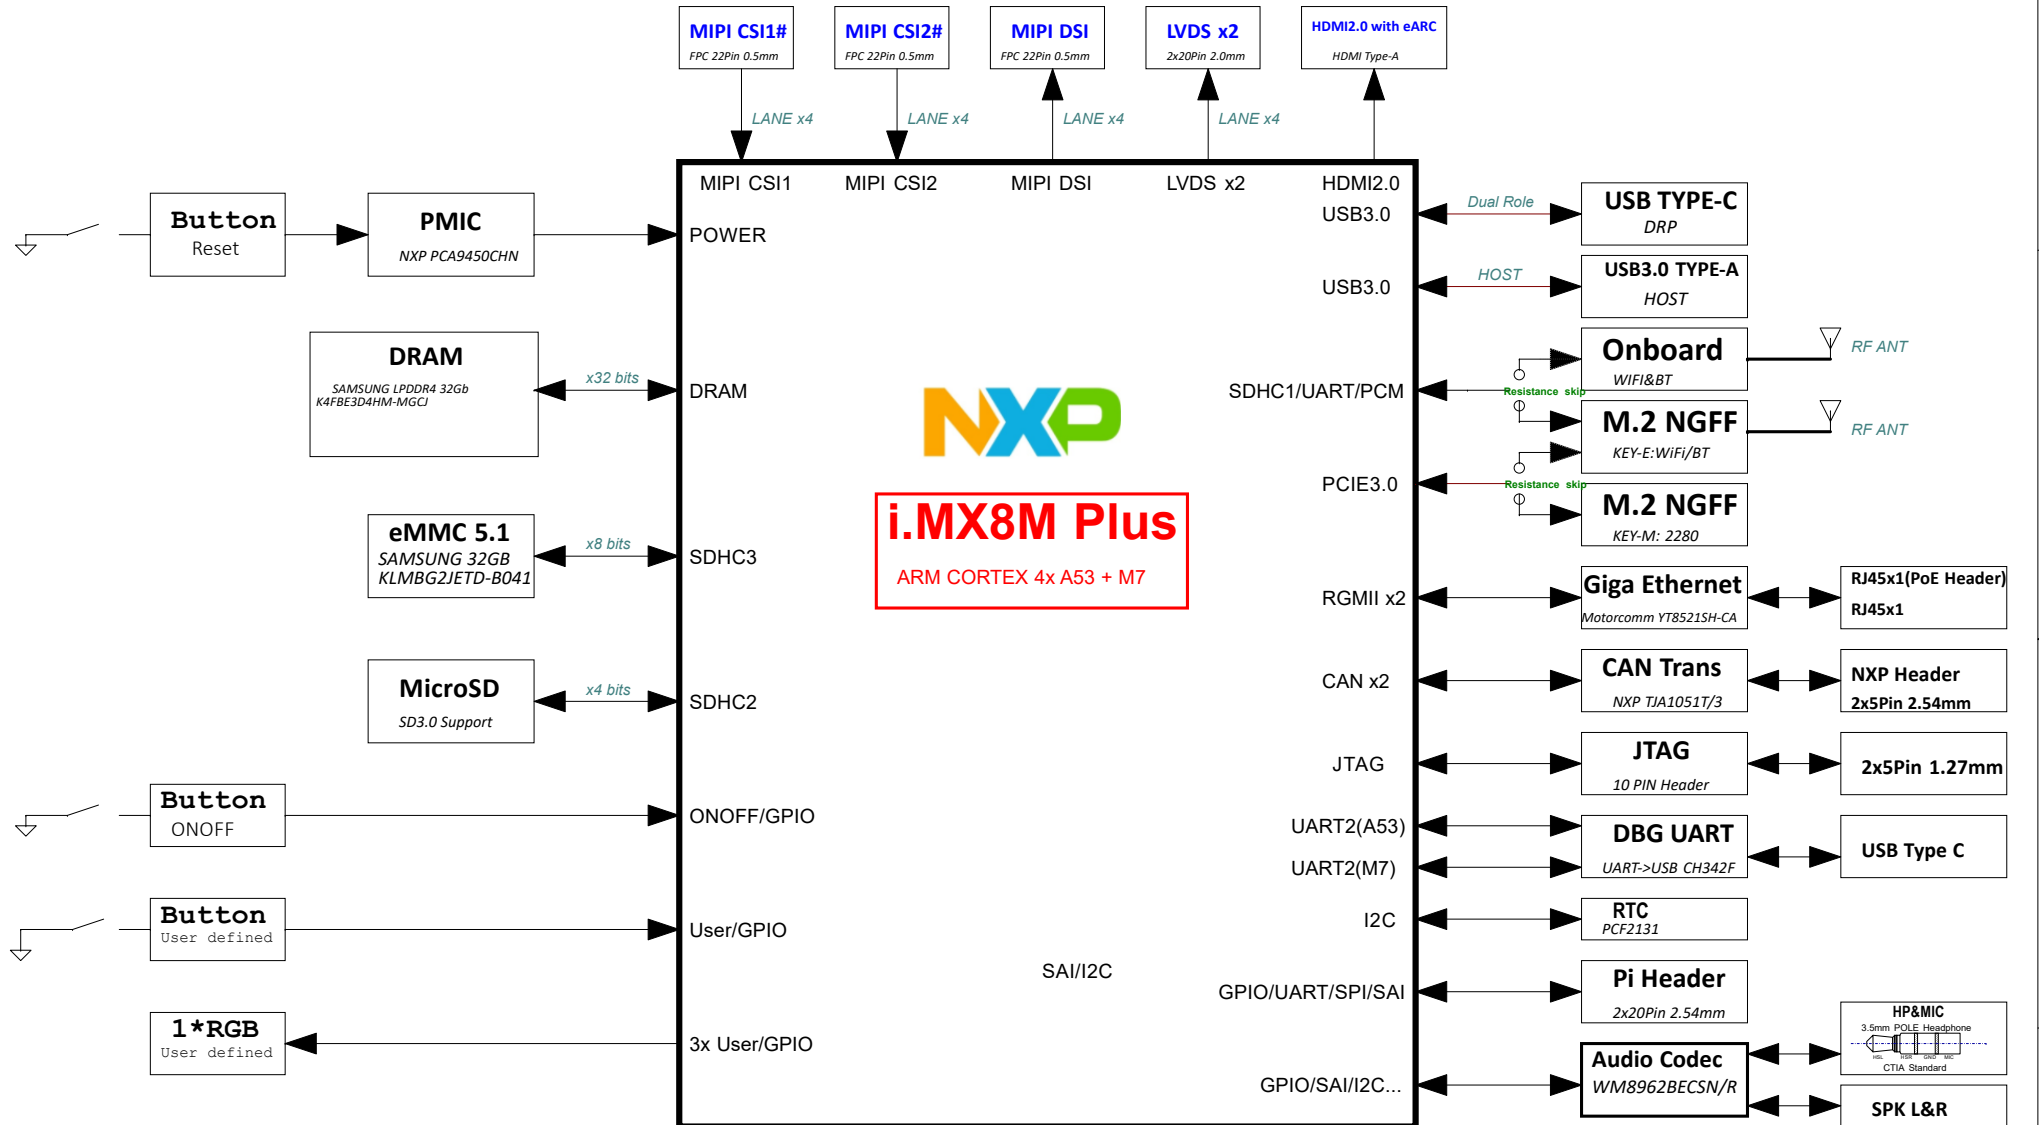 MIPI CSI1#
FPC 22Pin 0.5mm
MIPI CSI2#
FPC 22Pin 0.5mm
MIPI DSI
FPC 22Pin 0.5mm
LVDS x2
2x20Pin 2.0mm
HDMI2.0 with eARC
HDMI Type-A
LANE x4
LANE x4
LANE x4
LANE x4
MIPI CSI1
MIPI CSI2
MIPI DSI
LVDS x2
HDMI2.0
Button
Reset
PMIC
NXP PCA9450CHN
POWER
DRAM
SAMSUNG LPDDR4 32Gb
K4FBE3D4HM-MGCJ
x32 bits
DRAM
eMMC 5.1
SAMSUNG 32GB
KLMBG2JETD-B041
x8 bits
SDHC3
MicroSD
SD3.0 Support
x4 bits
SDHC2
Button
ONOFF
ONOFF/GPIO
Button
User defined
User/GPIO
1*RGB
User defined
3x User/GPIO
NXP
i.MX8M Plus
ARM CORTEX 4x A53 + M7
SAI/I2C
USB3.0
Dual Role
USB TYPE-C
DRP
USB3.0
HOST
USB3.0 TYPE-A
HOST
SDHC1/UART/PCM
Resistance skip
Onboard
WIFI&BT
RF ANT
M.2 NGFF
KEY-E:WiFi/BT
RF ANT
PCIE3.0
Resistance skip
M.2 NGFF
KEY-M: 2280
RGMII x2
Giga Ethernet
Motorcomm YT8521SH-CA
RJ45x1(PoE Header)
RJ45x1
CAN x2
CAN Trans
NXP TJA1051T/3
NXP Header
2x5Pin 2.54mm
JTAG
JTAG
10 PIN Header
2x5Pin 1.27mm
UART2(A53)
UART2(M7)
DBG UART
UART->USB CH342F
USB Type C
I2C
RTC
PCF2131
GPIO/UART/SPI/SAI
Pi Header
2x20Pin 2.54mm
GPIO/SAI/I2C...
Audio Codec
WM8962BECSN/R
HP&MIC
3.5mm POLE Headphone
HSL HSR GND MIC
CTIA Standard
SPK L&R